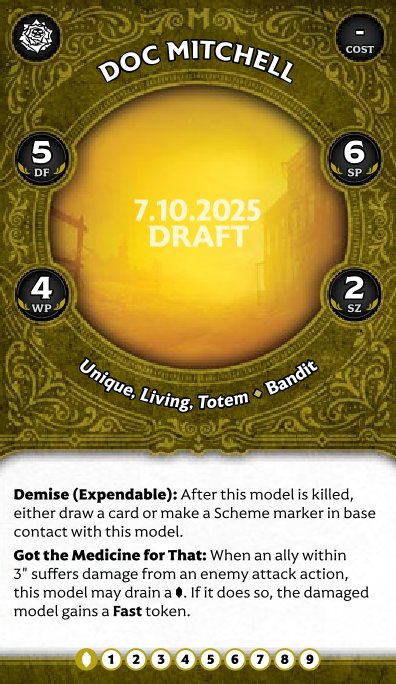 -
COST
DOC MITCHELL
5
DF
6
SP
7.10.2025
DRAFT
4
WP
2
SZ
Unique, Living, Totem ⬥ Bandit
Demise (Expendable): After this model is killed,
either draw a card or make a Scheme marker in base
contact with this model.
Got the Medicine for That: When an ally within
3" suffers damage from an enemy attack action,
this model may drain a ⬮. If it does so, the damaged
model gains a Fast token.
1 2 3 4 5 6 7 8 9